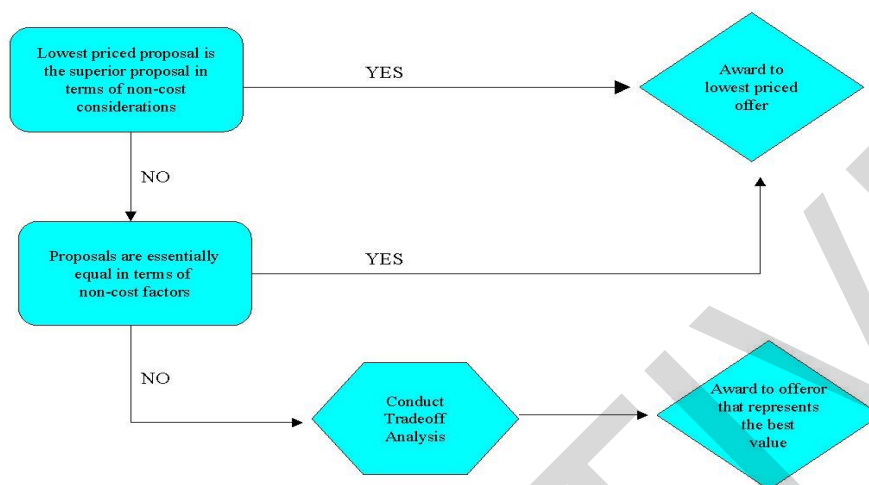 Lowest priced proposal is
the superior proposal in
terms of non-cost
considerations
YES
Award to
lowest priced
offer
NO
Proposals are essentially
equal in terms of
non-cost factors
YES
NO
Conduct
Tradeoff
Analysis
Award to offeror
that represents
the best
value